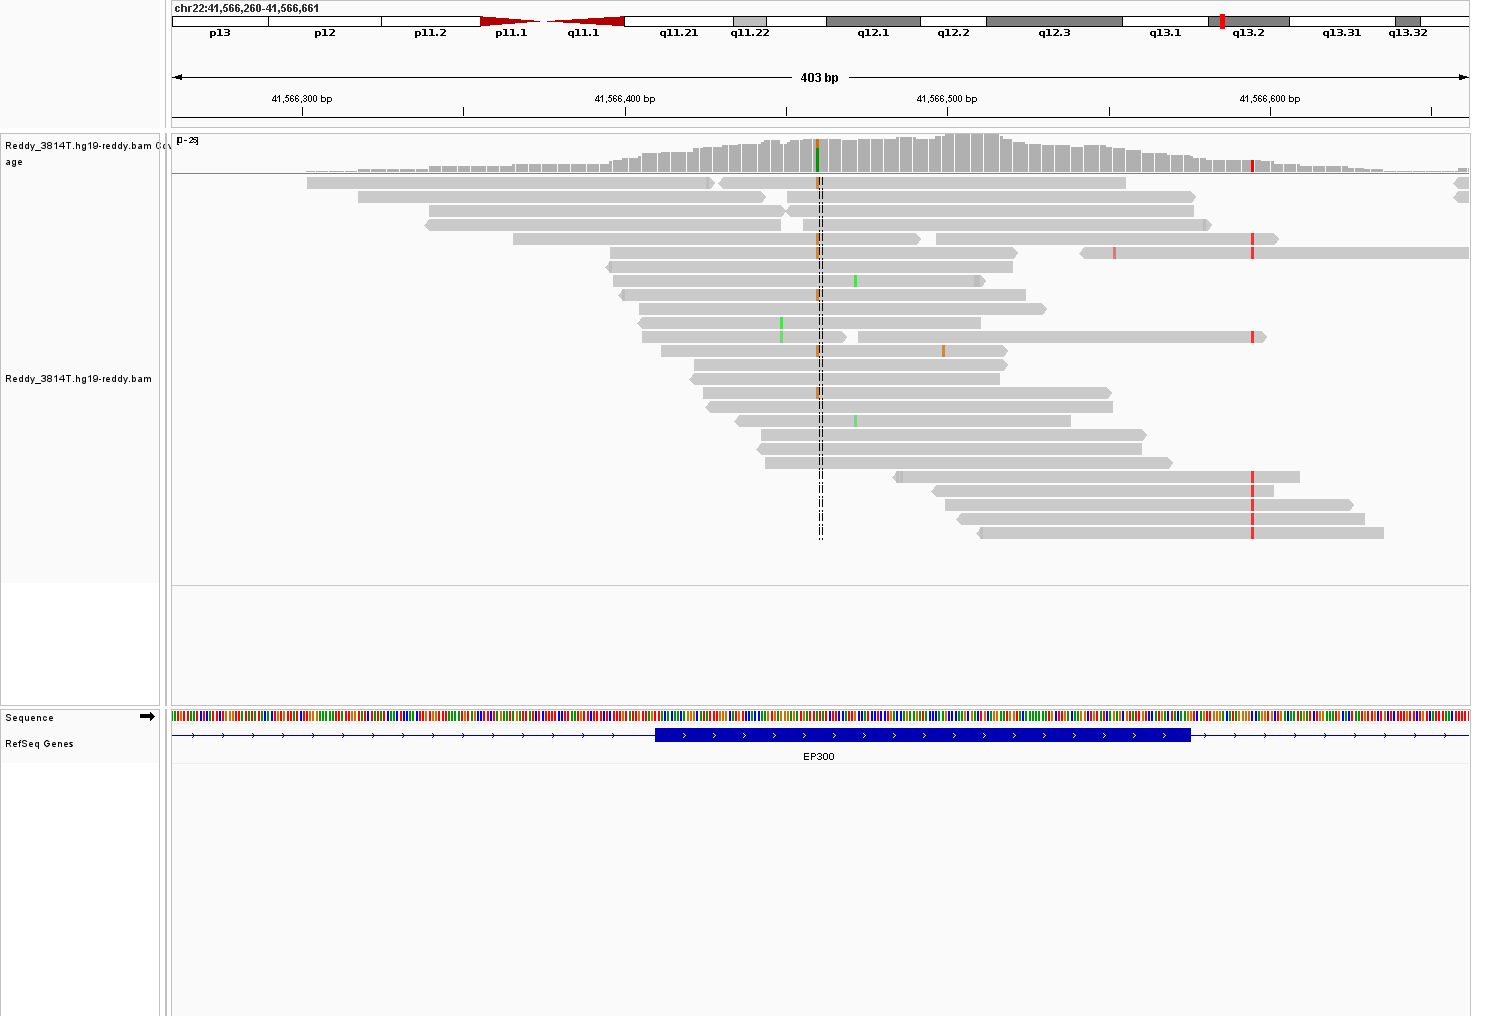 chr22:41,566,260-41,566,661
p13 p12 p11.2 p11.1 q11.1 q11.21 q11.22 q12.1 q12.2 q12.3 q13.1 q13.2 q13.31 q13.32
403 bp
41,566,300 bp 41,566,400 bp 41,566,500 bp 41,566,600 bp
Reddy_3814T.hg19-reddy.bam Cov
age
Reddy_3814T.hg19-reddy.bam
Sequence
RefSeq Genes
EP300